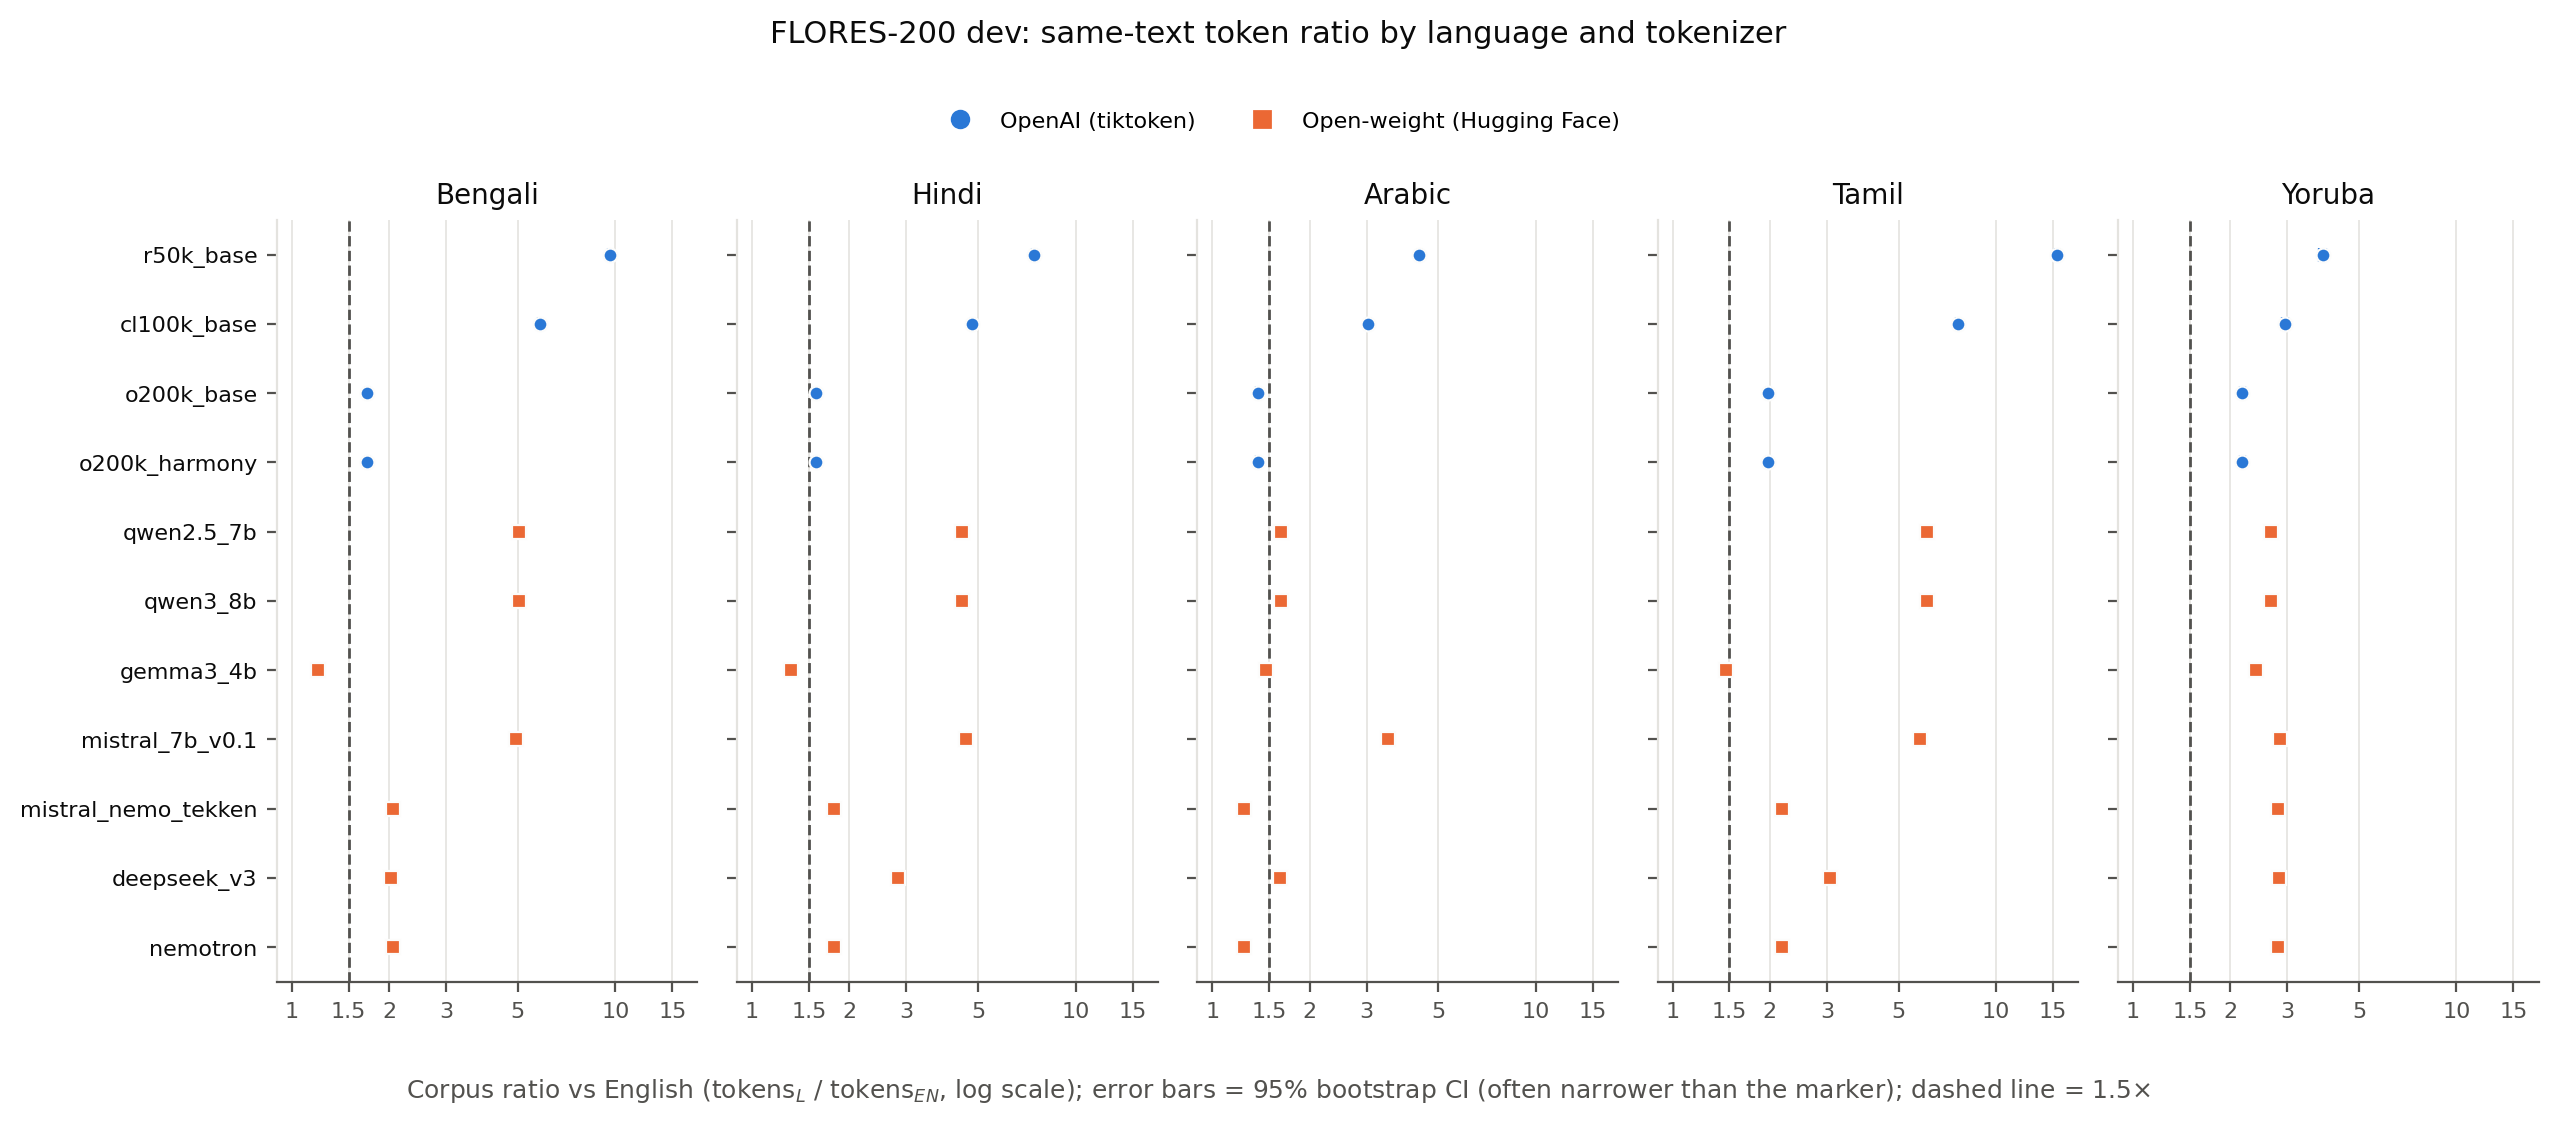 FLORES-200 dev: same-text token ratio by language and tokenizer
OpenAI (tiktoken)
Open-weight (Hugging Face)
Bengali
Hindi
Arabic
Tamil
Yoruba
r50k_base
cl100k_base
o200k_base
o200k_harmony
qwen2.5_7b
qwen3_8b
gemma3_4b
mistral_7b_v0.1
mistral_nemo_tekken
deepseek_v3
nemotron
1 1.5 2 3 5 10 15
1 1.5 2 3 5 10 15
1 1.5 2 3 5 10 15
1 1.5 2 3 5 10 15
1 1.5 2 3 5 10 15
Corpus ratio vs English (tokens_L / tokens_EN, log scale); error bars = 95% bootstrap CI (often narrower than the marker); dashed line = 1.5×